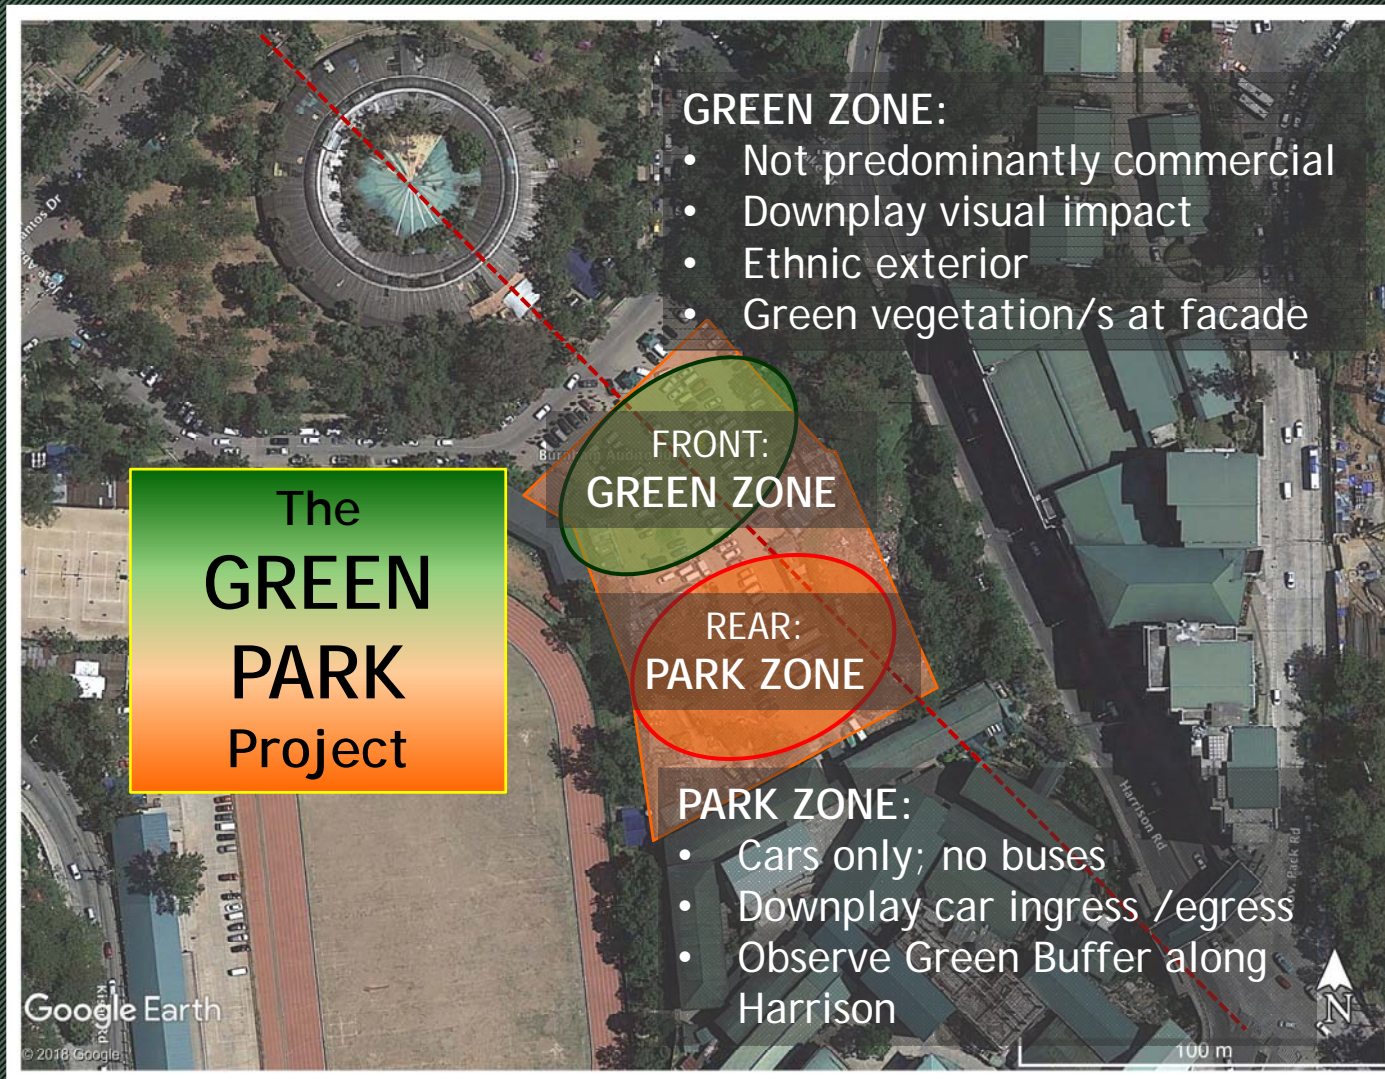 GREEN ZONE:
• Not predominantly commercial
• Downplay visual impact
• Ethnic exterior
• Green vegetation/s at facade
FRONT:
GREEN ZONE
The
GREEN
PARK
Project
REAR:
PARK ZONE
PARK ZONE:
• Cars only; no buses
• Downplay car ingress /egress
• Observe Green Buffer along
Harrison
Harrison Rd
Google Earth
© 2018 Google
N
100 m